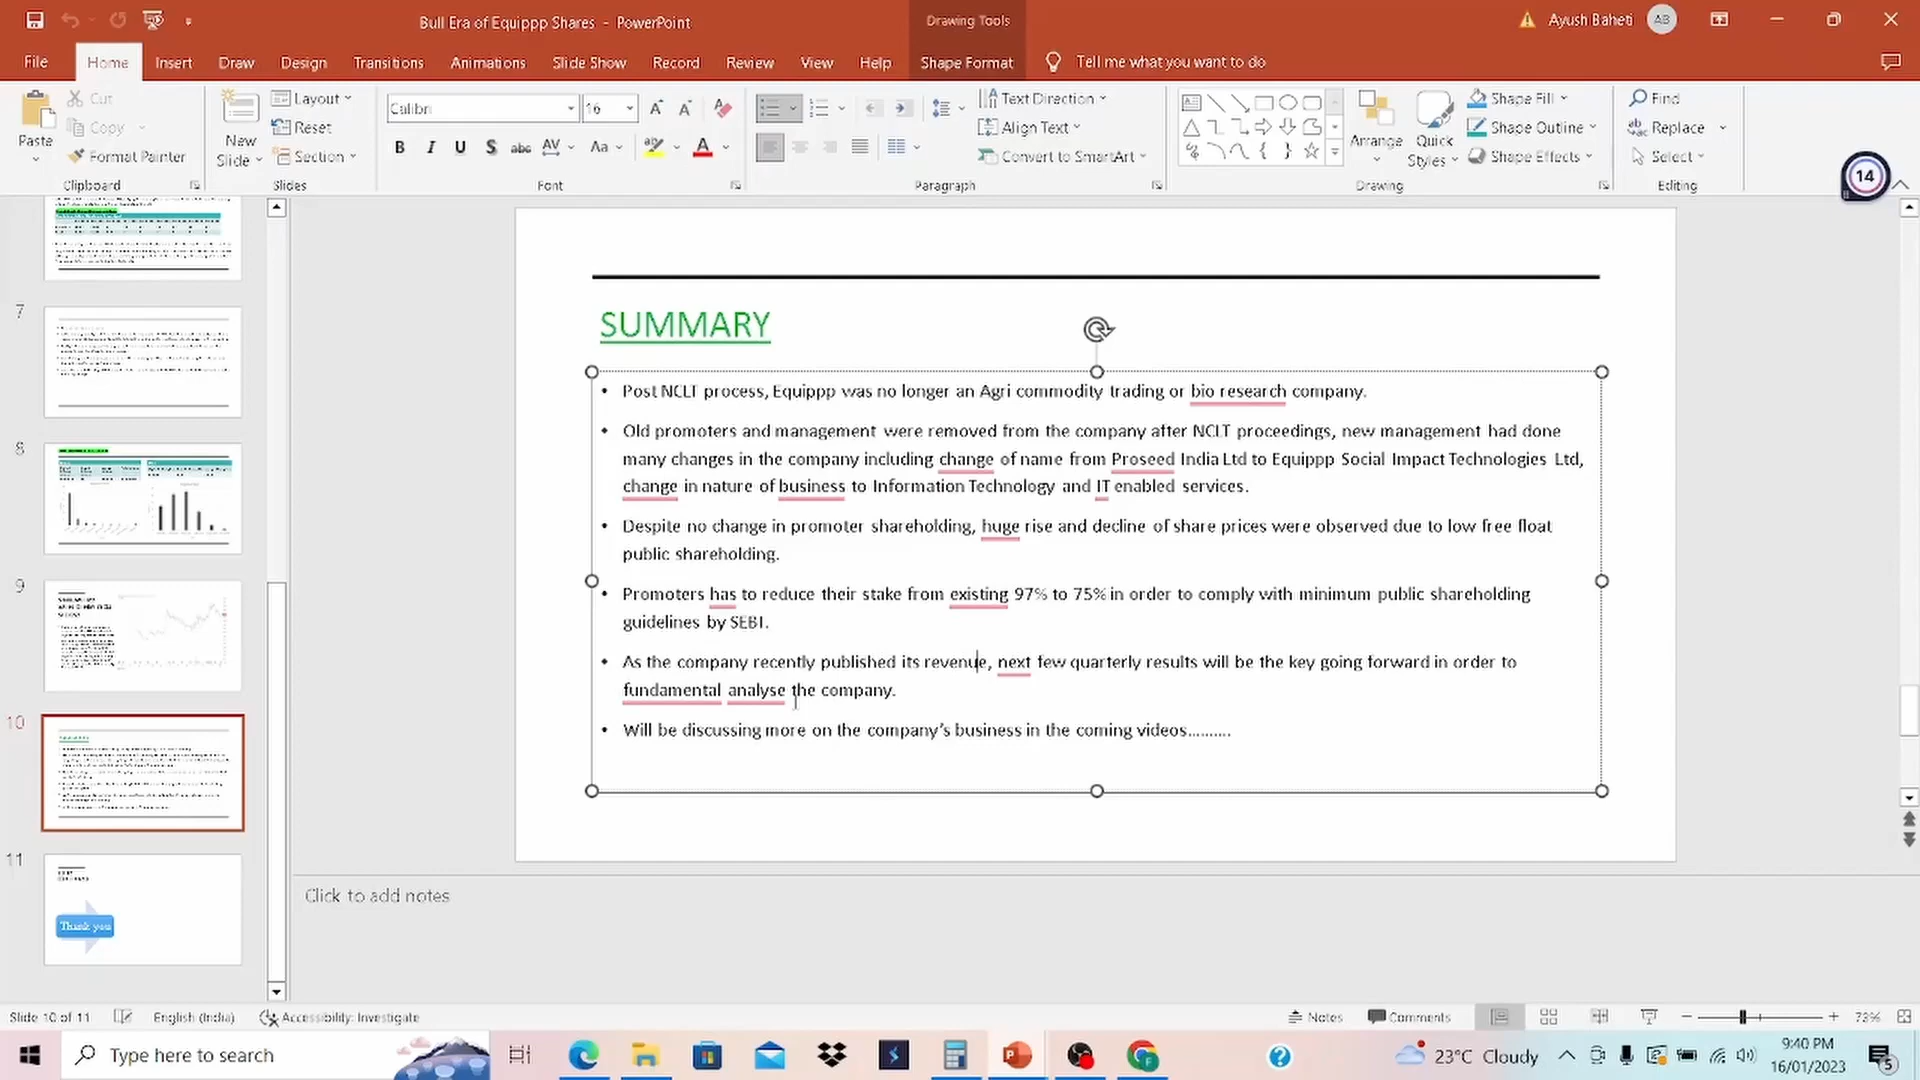 Bull Era of Equippp Shares - PowerPoint
Drawing Tools
Ayush Baheti
AB
File Home Insert Draw Design Transitions Animations Slide Show Record Review View Help Shape Format Tell me what you want to do
Paste
Cut
Copy
Format Painter
Clipboard
New Slide
Layout
Reset
Section
Slides
Calibri 16
Font
Text Direction
Align Text
Convert to SmartArt
Paragraph
Arrange
Quick Styles
Shape Fill
Shape Outline
Shape Effects
Drawing
Find
Replace
Select
Editing
14
7
8
9
10
11
Thank you
SUMMARY
• Post NCLT process, Equippp was no longer an Agri commodity trading or bio research company.
• Old promoters and management were removed from the company after NCLT proceedings, new management had done
many changes in the company including change of name from Proseed India Ltd to Equippp Social Impact Technologies Ltd,
change in nature of business to Information Technology and IT enabled services.
• Despite no change in promoter shareholding, huge rise and decline of share prices were observed due to low free float
public shareholding.
• Promoters has to reduce their stake from existing 97% to 75% in order to comply with minimum public shareholding
guidelines by SEBI.
• As the company recently published its revenue, next few quarterly results will be the key going forward in order to
fundamental analyse the company.
• Will be discussing more on the company's business in the coming videos..........
Click to add notes
Slide 10 of 11 English (India) Accessibility: Investigate Notes Comments 73%
Type here to search
23°C Cloudy
9:40 PM
16/01/2023
5